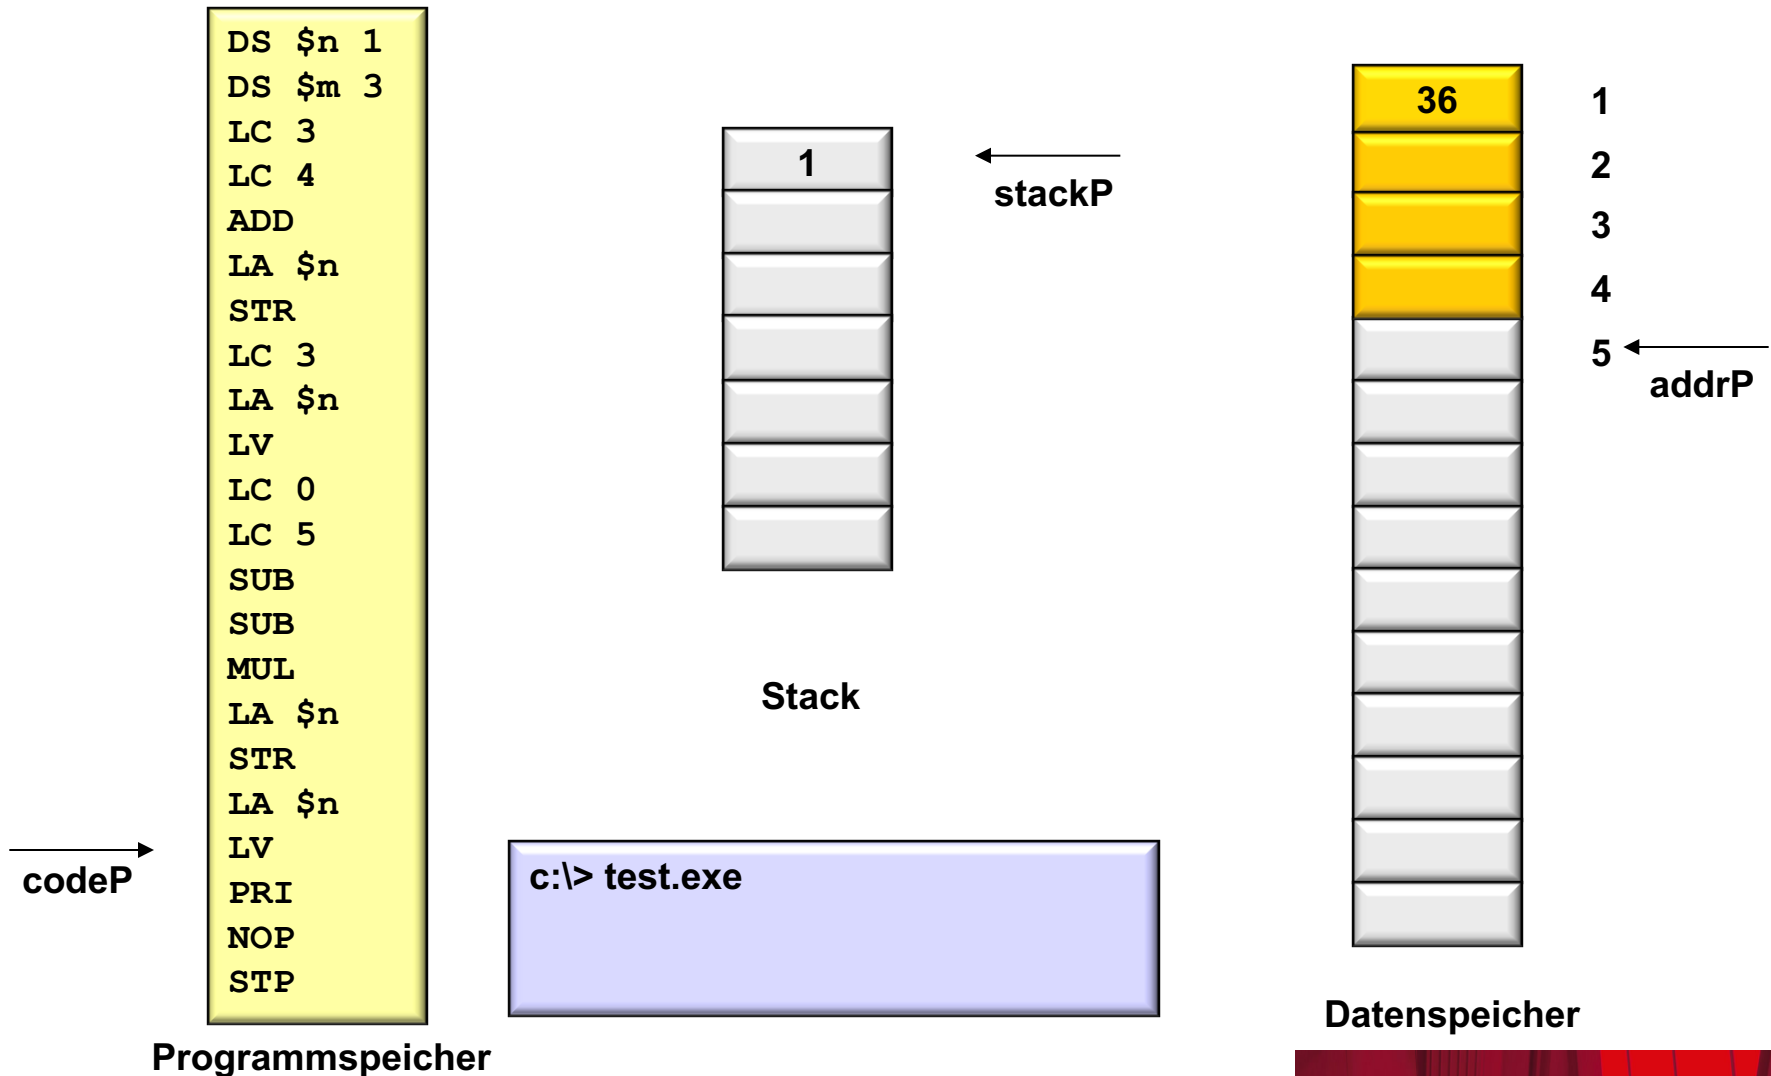 DS $n 1
DS $m 3
LC 3
LC 4
ADD
LA $n
STR
LC 3
LA $n
LV
LC 0
LC 5
SUB
SUB
MUL
LA $n
STR
LA $n
LV
PRI
NOP
STP
codeP
Programmspeicher
1
stackP
Stack
c:\> test.exe
36
1
2
3
4
5
addrP
Datenspeicher